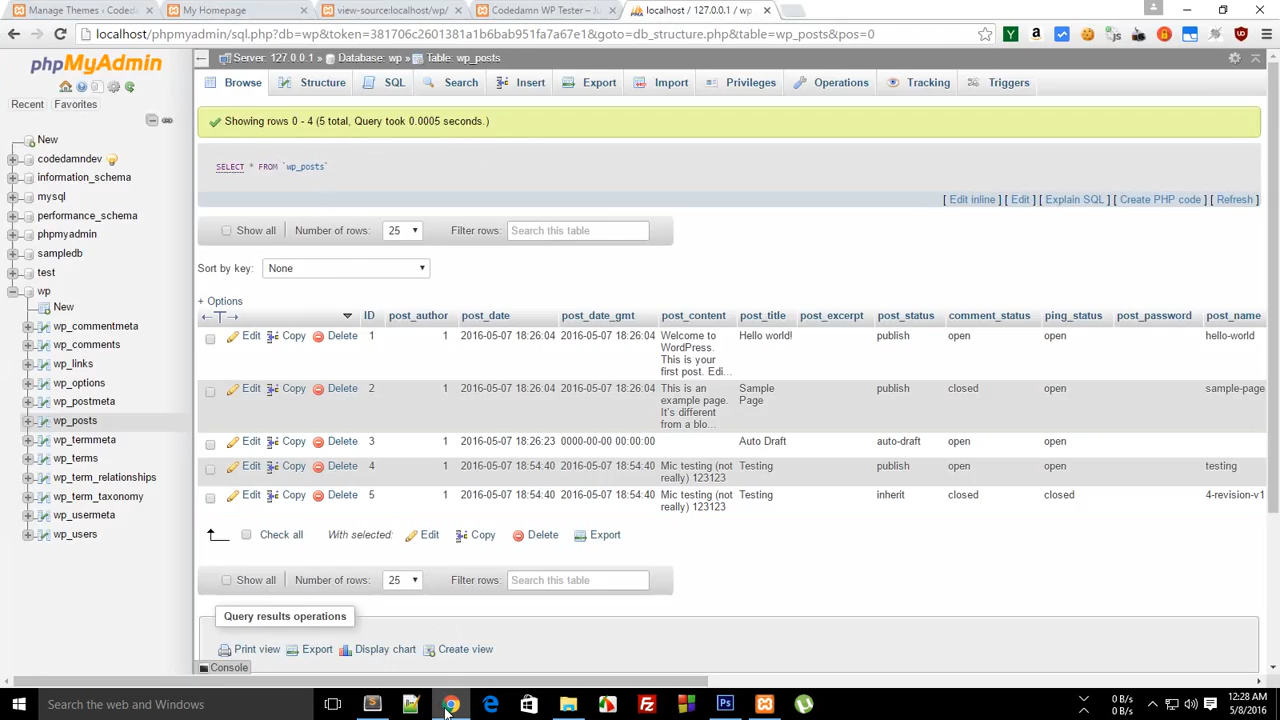 Manage Themes ‹ Coded
My Homepage
view-source:localhost/wp/
Codedamn WP Tester – Ju
localhost / 127.0.0.1 / wp
localhost/phpmyadmin/sql.php?db=wp&token=381706c2601381a1b6bab951fa7a67e1&goto=db_structure.php&table=wp_posts&pos=0
phpMyAdmin
Recent Favorites
New
codedamndev
information_schema
mysql
performance_schema
phpmyadmin
sampledb
test
wp
New
wp_commentmeta
wp_comments
wp_links
wp_options
wp_postmeta
wp_posts
wp_termmeta
wp_terms
wp_term_relationships
wp_term_taxonomy
wp_usermeta
wp_users
Server: 127.0.0.1 » Database: wp » Table: wp_posts
Browse Structure SQL Search Insert Export Import Privileges Operations Tracking Triggers
Showing rows 0 - 4 (5 total, Query took 0.0005 seconds.)
SELECT * FROM `wp_posts`
[ Edit inline ] [ Edit ] [ Explain SQL ] [ Create PHP code ] [ Refresh ]
Show all Number of rows: 25 Filter rows: Search this table
Sort by key: None
+ Options
ID post_author post_date post_date_gmt post_content post_title post_excerpt post_status comment_status ping_status post_password post_name
Edit Copy Delete 1 1 2016-05-07 18:26:04 2016-05-07 18:26:04 Welcome to Hello world! publish open open hello-world
WordPress.
This is your
first post. Edi...
Edit Copy Delete 2 1 2016-05-07 18:26:04 2016-05-07 18:26:04 This is an Sample publish closed open sample-page
example page. Page
It's different
from a blo...
Edit Copy Delete 3 1 2016-05-07 18:26:23 0000-00-00 00:00:00 Auto Draft auto-draft open open
Edit Copy Delete 4 1 2016-05-07 18:54:40 2016-05-07 18:54:40 Mic testing (not Testing publish open open testing
really) 123123
Edit Copy Delete 5 1 2016-05-07 18:54:40 2016-05-07 18:54:40 Mic testing (not Testing inherit closed closed 4-revision-v1
really) 123123
Check all With selected: Edit Copy Delete Export
Show all Number of rows: 25 Filter rows: Search this table
Query results operations
Print view Export Display chart Create view
Console
Search the web and Windows
0 B/s
0 B/s
12:28 AM
5/8/2016